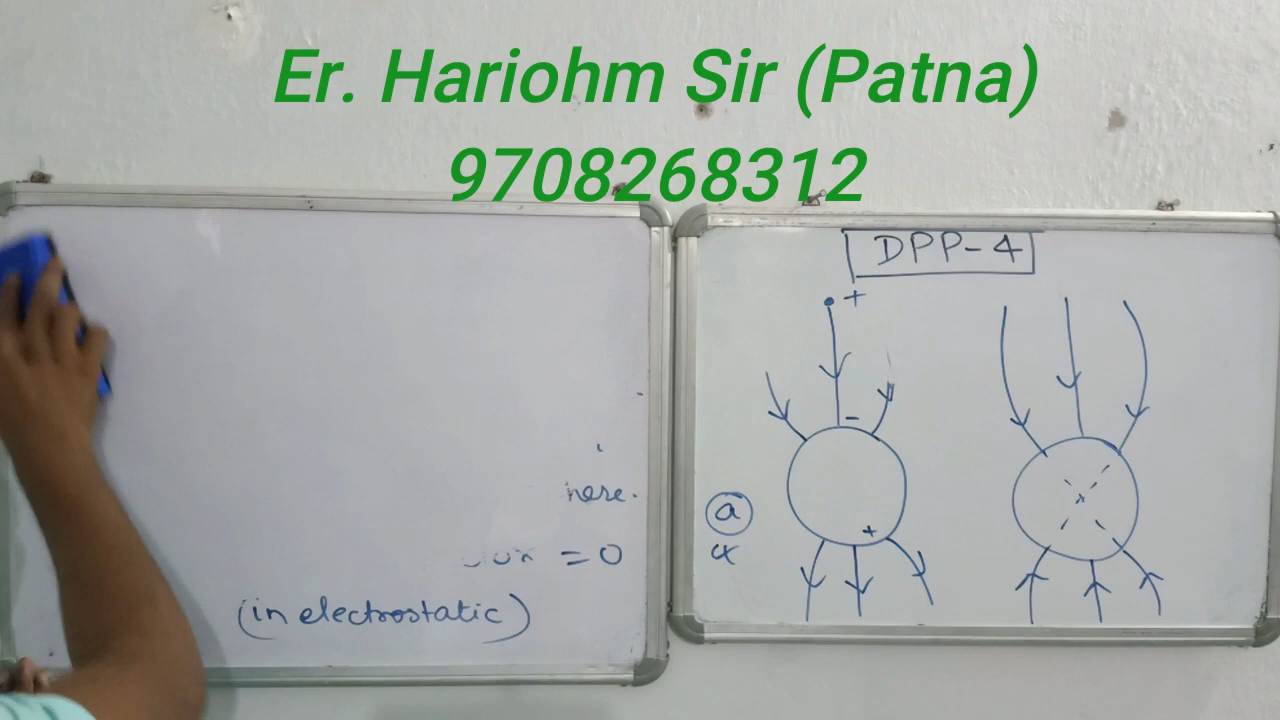 Er. Hariohm Sir (Patna)
9708268312
here.
= 0
(in electrostatic)
DPP-4
+
-
+
a